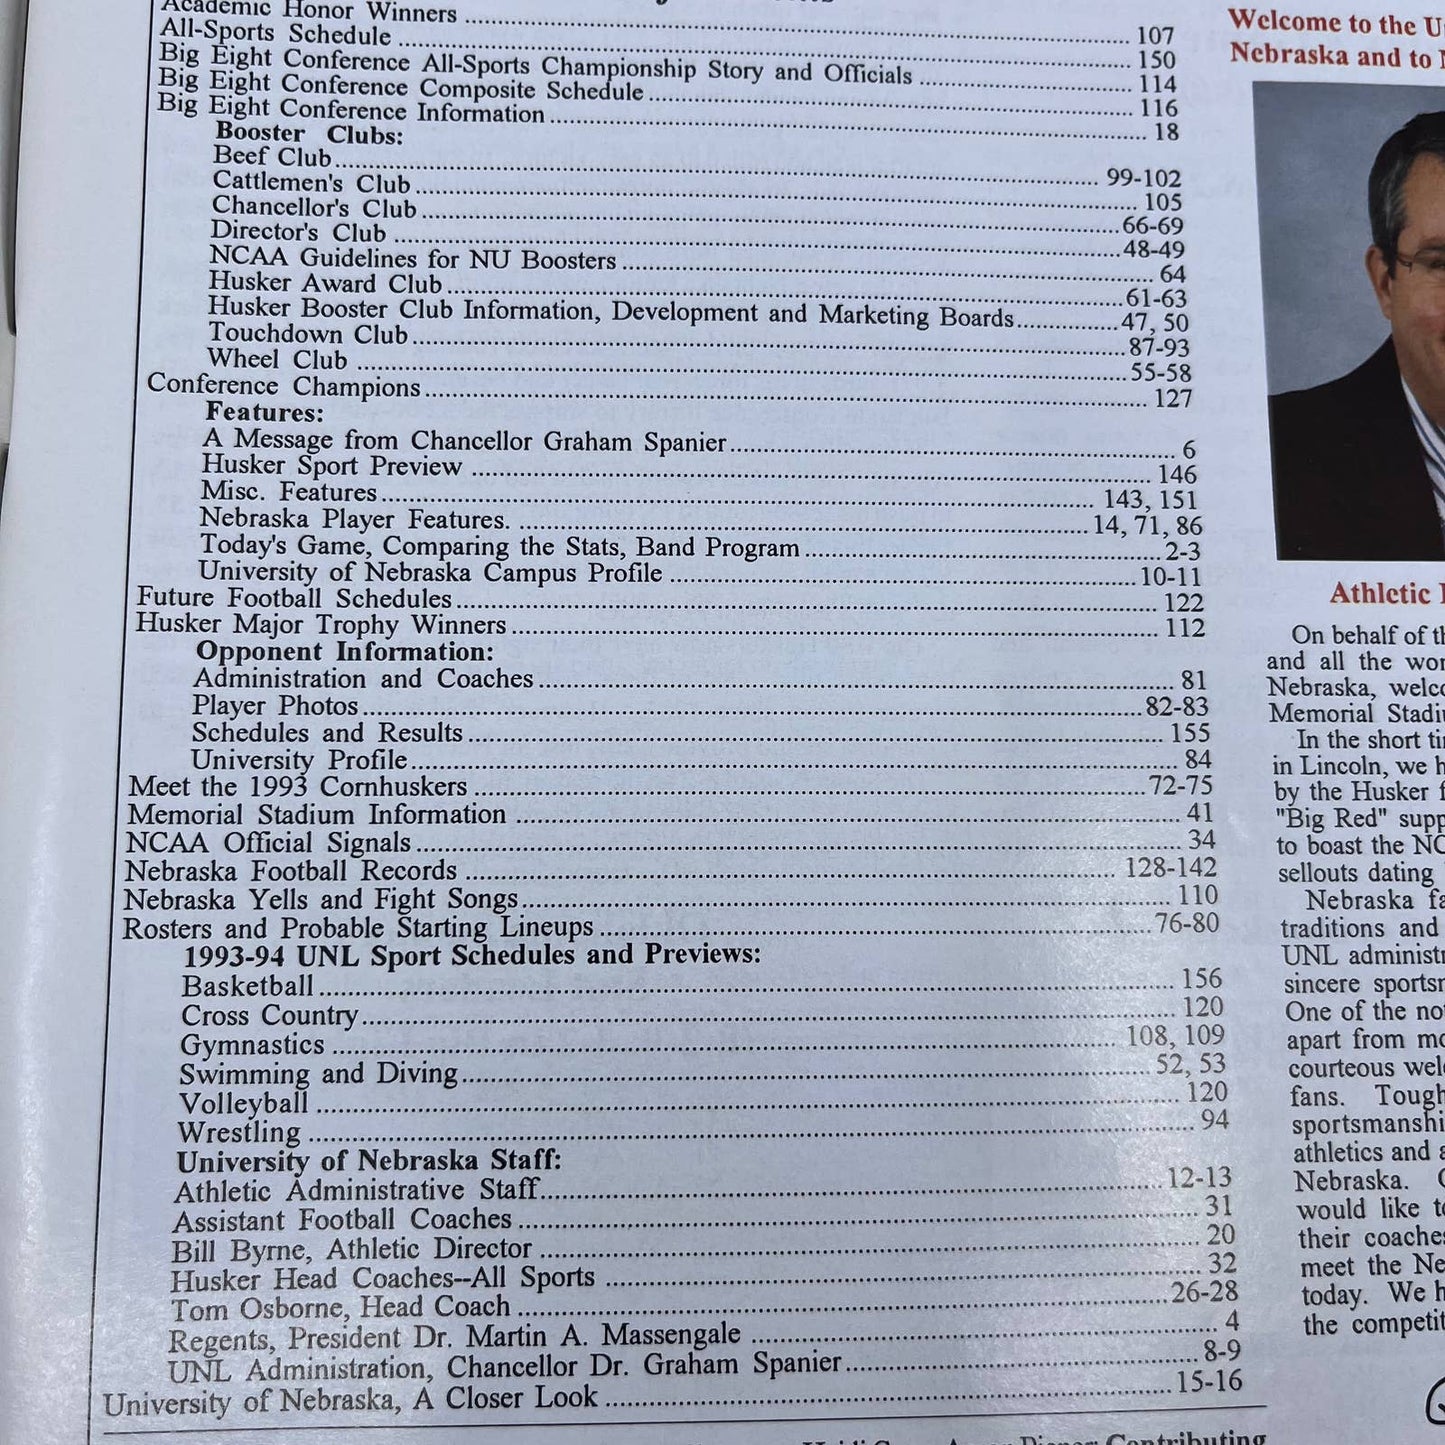 Academic Honor Winners ........ 107
All-Sports Schedule ........ 150
Big Eight Conference All-Sports Championship Story and Officials ........ 114
Big Eight Conference Composite Schedule ........ 116
Big Eight Conference Information ........ 18
Booster Clubs:
Beef Club ........ 99-102
Cattlemen's Club ........ 105
Chancellor's Club ........ 66-69
Director's Club ........ 48-49
NCAA Guidelines for NU Boosters ........ 64
Husker Award Club ........ 61-63
Husker Booster Club Information, Development and Marketing Boards ........ 47, 50
Touchdown Club ........ 87-93
Wheel Club ........ 55-58
Conference Champions ........ 127
Features:
A Message from Chancellor Graham Spanier ........ 6
Husker Sport Preview ........ 146
Misc. Features ........ 143, 151
Nebraska Player Features. ........ 14, 71, 86
Today's Game, Comparing the Stats, Band Program ........ 2-3
University of Nebraska Campus Profile ........ 10-11
Future Football Schedules ........ 122
Husker Major Trophy Winners ........ 112
Opponent Information:
Administration and Coaches ........ 81
Player Photos ........ 82-83
Schedules and Results ........ 155
University Profile ........ 84
Meet the 1993 Cornhuskers ........ 72-75
Memorial Stadium Information ........ 41
NCAA Official Signals ........ 34
Nebraska Football Records ........ 128-142
Nebraska Yells and Fight Songs ........ 110
Rosters and Probable Starting Lineups ........ 76-80
1993-94 UNL Sport Schedules and Previews:
Basketball ........ 156
Cross Country ........ 120
Gymnastics ........ 108, 109
Swimming and Diving ........ 52, 53
Volleyball ........ 120
Wrestling ........ 94
University of Nebraska Staff:
Athletic Administrative Staff ........ 12-13
Assistant Football Coaches ........ 31
Bill Byrne, Athletic Director ........ 20
Husker Head Coaches--All Sports ........ 32
Tom Osborne, Head Coach ........ 26-28
Regents, President Dr. Martin A. Massengale ........ 4
UNL Administration, Chancellor Dr. Graham Spanier ........ 8-9
University of Nebraska, A Closer Look ........ 15-16
Contributing
Welcome to the U
Nebraska and to
Athletic
On behalf of th
and all the wor
Nebraska, welco
Memorial Stadiu
In the short tim
in Lincoln, we h
by the Husker f
"Big Red" supp
to boast the NC
sellouts dating
Nebraska fa
traditions and
UNL administr
sincere sportsm
One of the not
apart from mo
courteous welc
fans. Tough
sportsmanshi
athletics and a
Nebraska.
would like to
their coaches
meet the Ne
today. We h
the competit